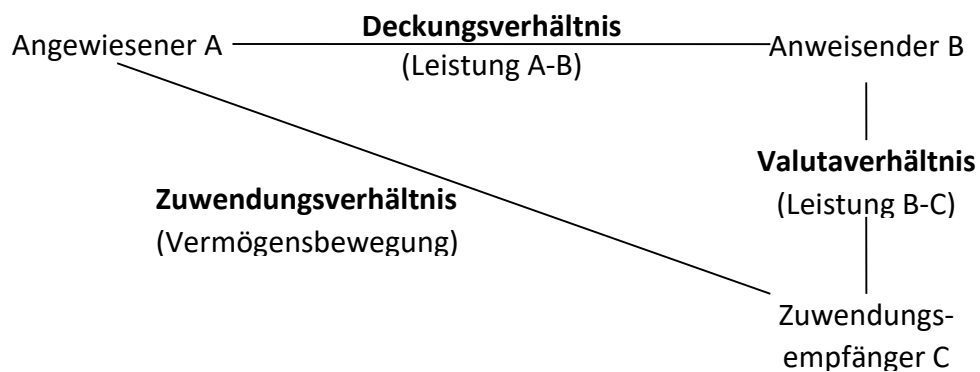 Deckungsverhältnis
Angewiesener A
Anweisender B
(Leistung A-B)
Valutaverhältnis
(Leistung B-C)
Zuwendungsverhältnis
(Vermögensbewegung)
Zuwendungs-
empfänger C